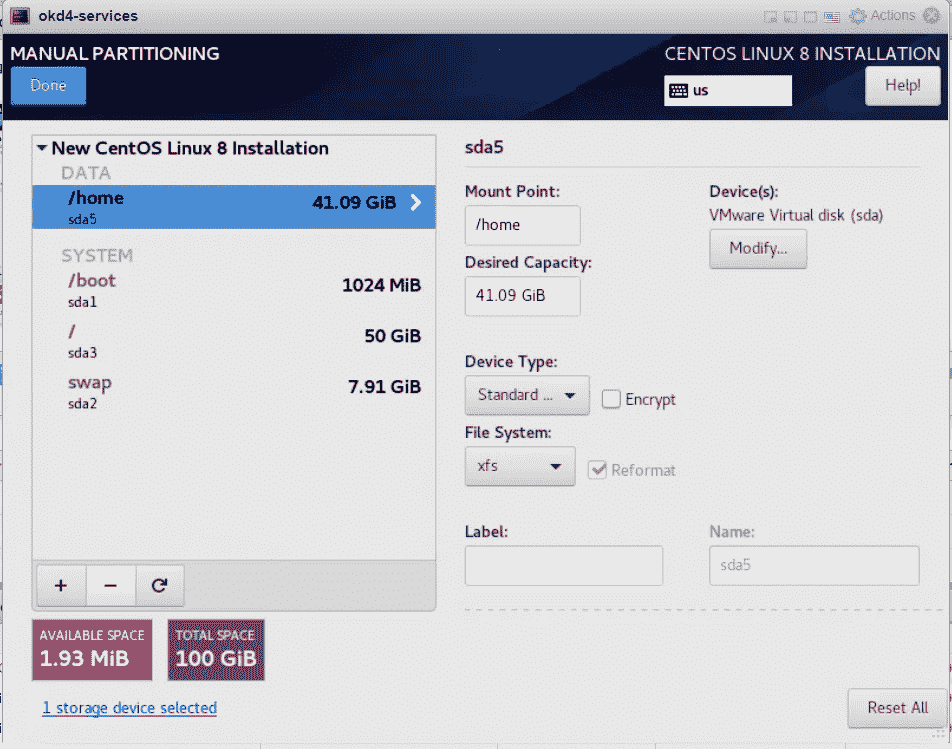 okd4-services
Actions
MANUAL PARTITIONING
CENTOS LINUX 8 INSTALLATION
Done
us
Help!
New CentOS Linux 8 Installation
DATA
/home
41.09 GiB
sda5
SYSTEM
/boot
1024 MiB
sda1
/
50 GiB
sda3
swap
7.91 GiB
sda2
+ −
AVAILABLE SPACE
1.93 MiB
TOTAL SPACE
100 GiB
1 storage device selected
sda5
Mount Point:
/home
Device(s):
VMware Virtual disk (sda)
Modify...
Desired Capacity:
41.09 GiB
Device Type:
Standard ...
Encrypt
File System:
xfs
Reformat
Label:
Name:
sda5
Reset All